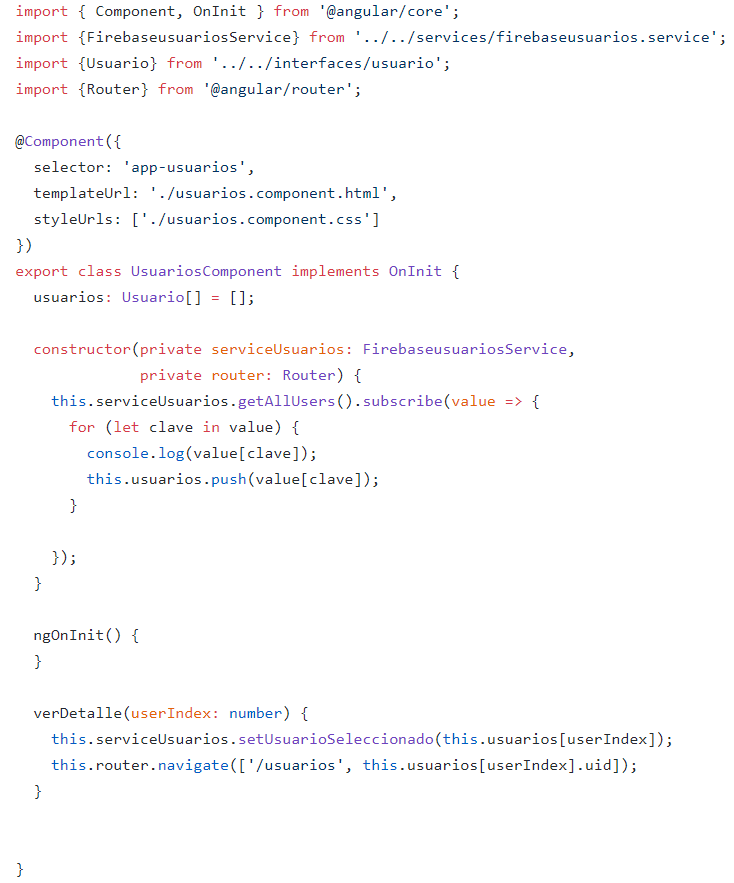 import { Component, OnInit } from '@angular/core';
import {FirebaseusuariosService} from '../../services/firebaseusuarios.service';
import {Usuario} from '../../interfaces/usuario';
import {Router} from '@angular/router';

@Component({
  selector: 'app-usuarios',
  templateUrl: './usuarios.component.html',
  styleUrls: ['./usuarios.component.css']
})
export class UsuariosComponent implements OnInit {
  usuarios: Usuario[] = [];

  constructor(private serviceUsuarios: FirebaseusuariosService,
              private router: Router) {
    this.serviceUsuarios.getAllUsers().subscribe(value => {
      for (let clave in value) {
        console.log(value[clave]);
        this.usuarios.push(value[clave]);
      }

    });
  }

  ngOnInit() {
  }

  verDetalle(userIndex: number) {
    this.serviceUsuarios.setUsuarioSeleccionado(this.usuarios[userIndex]);
    this.router.navigate(['/usuarios', this.usuarios[userIndex].uid]);
  }


}